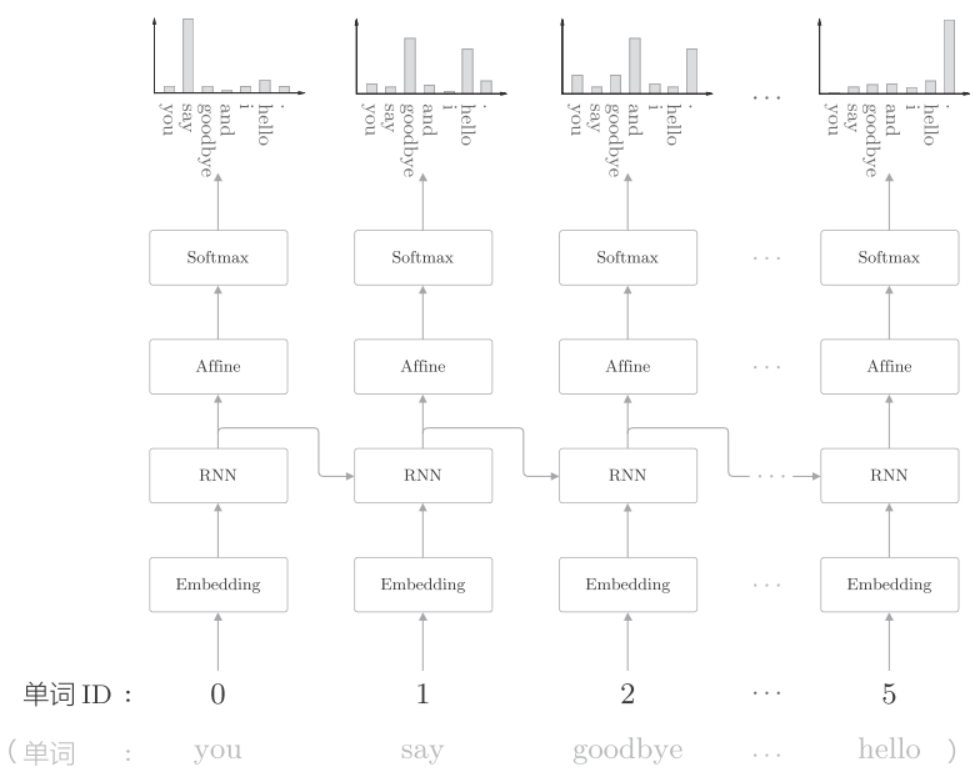 you say goodbye and i hello .
you say goodbye and i hello .
you say goodbye and i hello .
...
you say goodbye and i hello .
Softmax Softmax Softmax ... Softmax
Affine Affine Affine ... Affine
RNN RNN RNN ... RNN
Embedding Embedding Embedding ... Embedding
单词 ID : 0 1 2 ... 5
(单词 : you say goodbye ... hello )